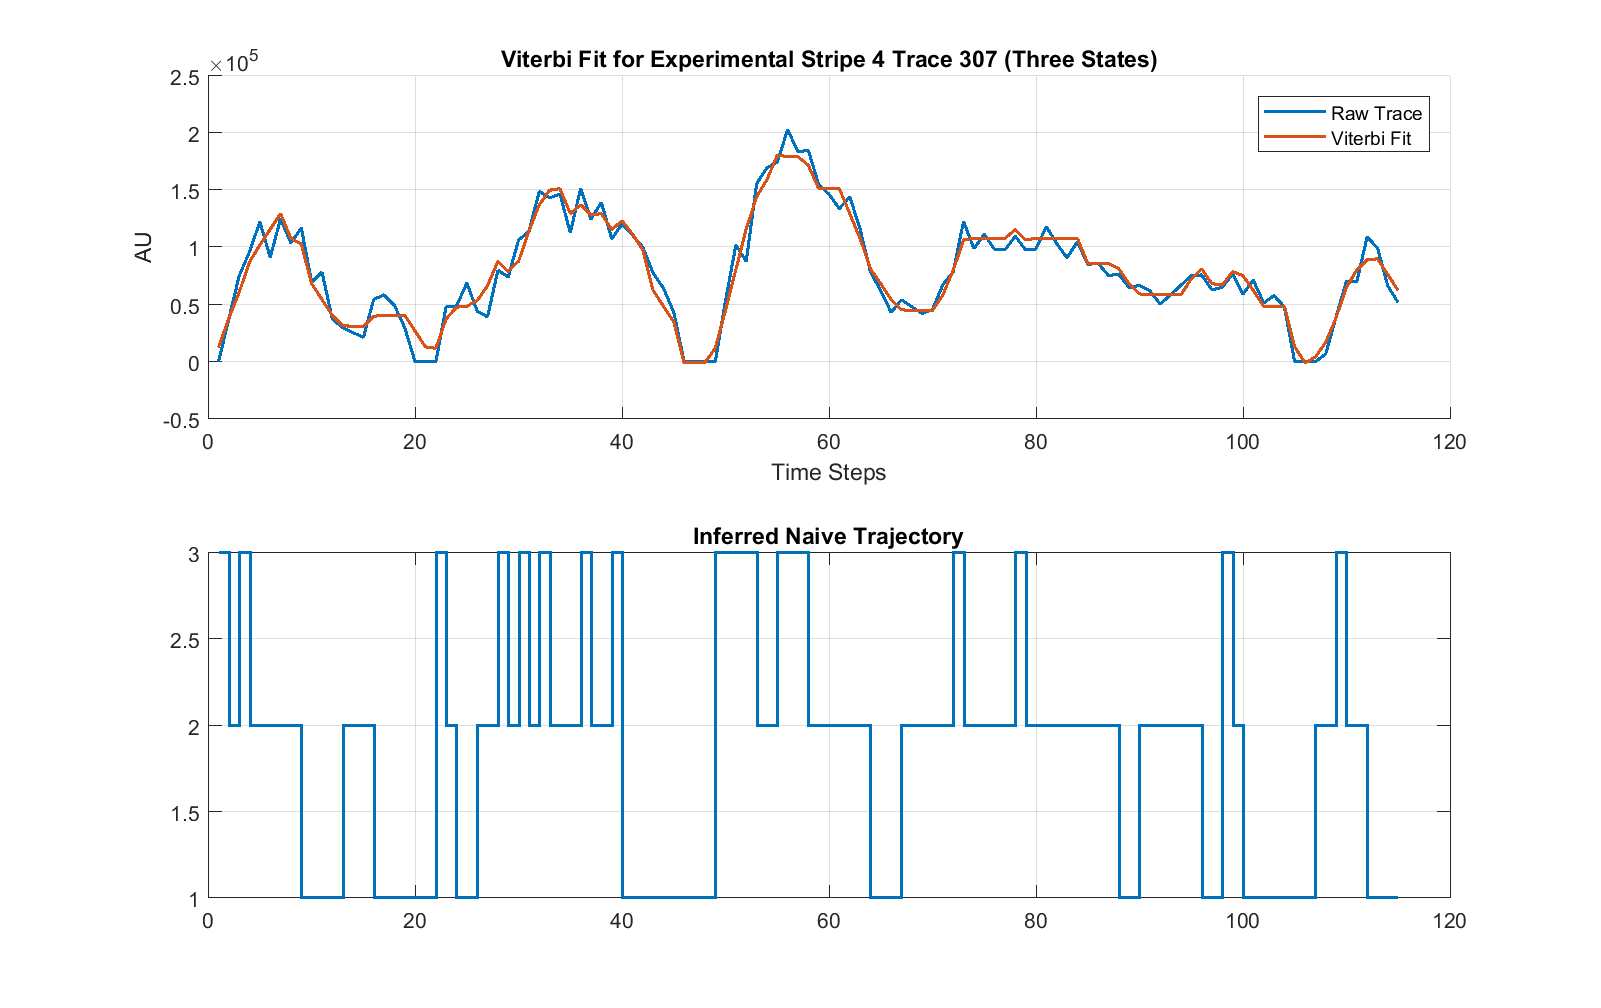 Viterbi Fit for Experimental Stripe 4 Trace 307 (Three States)
×10^5
2.5
2
1.5
1
0.5
0
-0.5
AU
Raw Trace
Viterbi Fit
0 20 40 60 80 100 120
Time Steps
Inferred Naive Trajectory
3
2.5
2
1.5
1
0 20 40 60 80 100 120